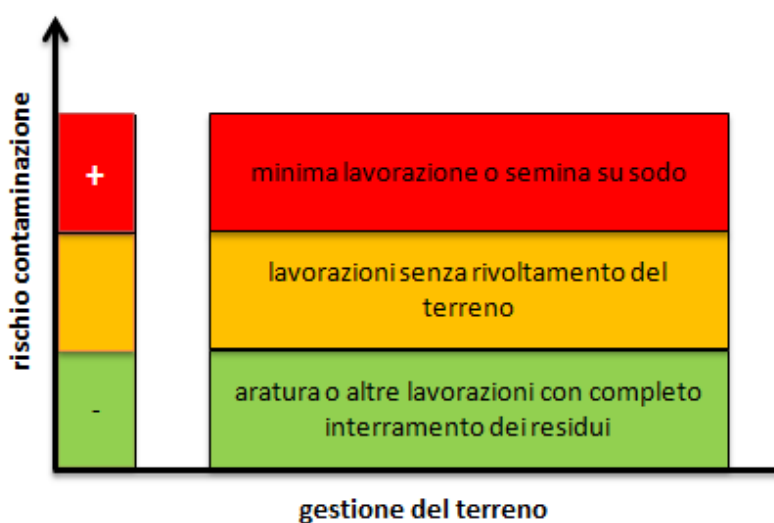 rischio contaminazione
+
minima lavorazione o semina su sodo
lavorazioni senza rivoltamento del
terreno
-
aratura o altre lavorazioni con completo
interramento dei residui
gestione del terreno